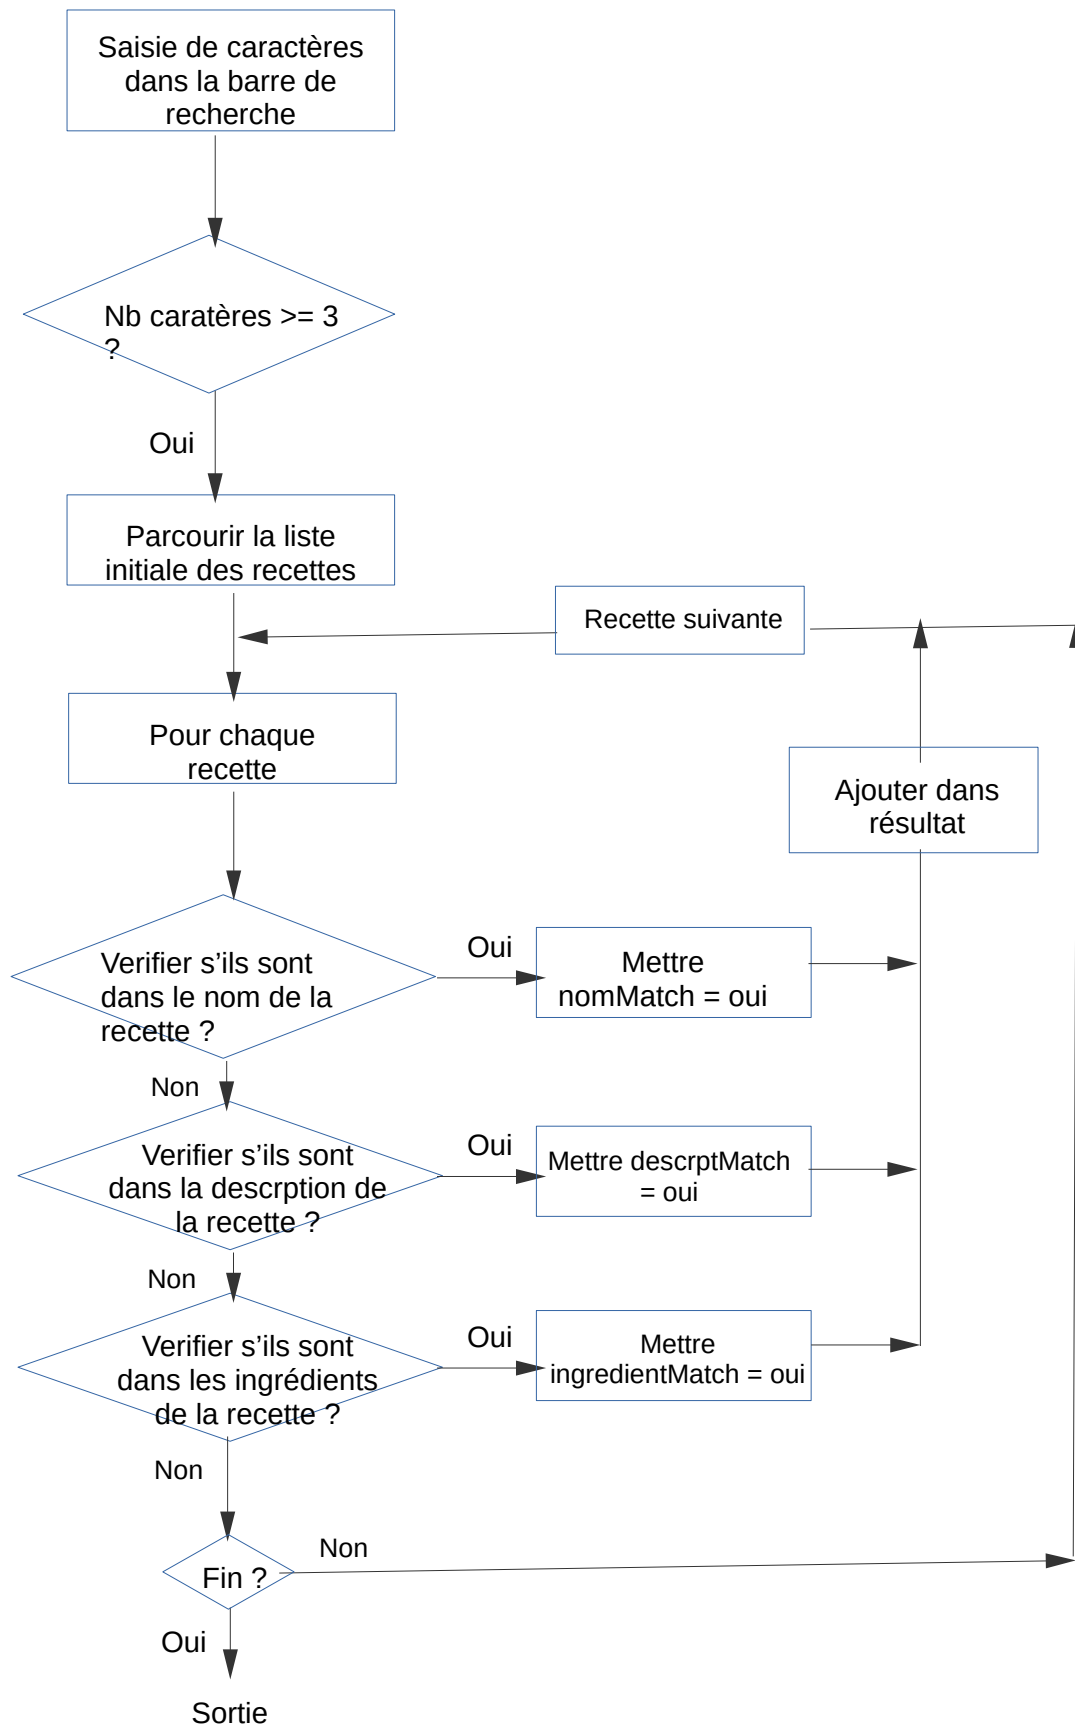 Saisie de caractères
dans la barre de
recherche
Nb caratères >= 3
?
Oui
Parcourir la liste
initiale des recettes
Recette suivante
Pour chaque
recette
Ajouter dans
résultat
Verifier s’ils sont
dans le nom de la
recette ?
Oui
Mettre
nomMatch = oui
Non
Verifier s’ils sont
dans la descrption de
la recette ?
Oui
Mettre descrptMatch
= oui
Non
Verifier s’ils sont
dans les ingrédients
de la recette ?
Oui
Mettre
ingredientMatch = oui
Non
Fin ?
Non
Oui
Sortie